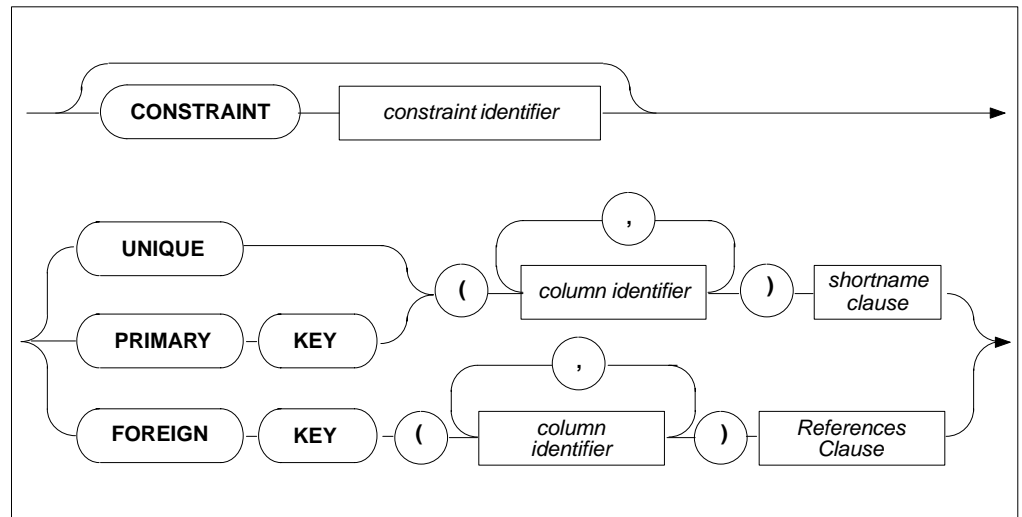 CONSTRAINT constraint identifier
,
UNIQUE
( column identifier ) shortname
clause
PRIMARY KEY
,
FOREIGN KEY ( column
identifier ) References
Clause